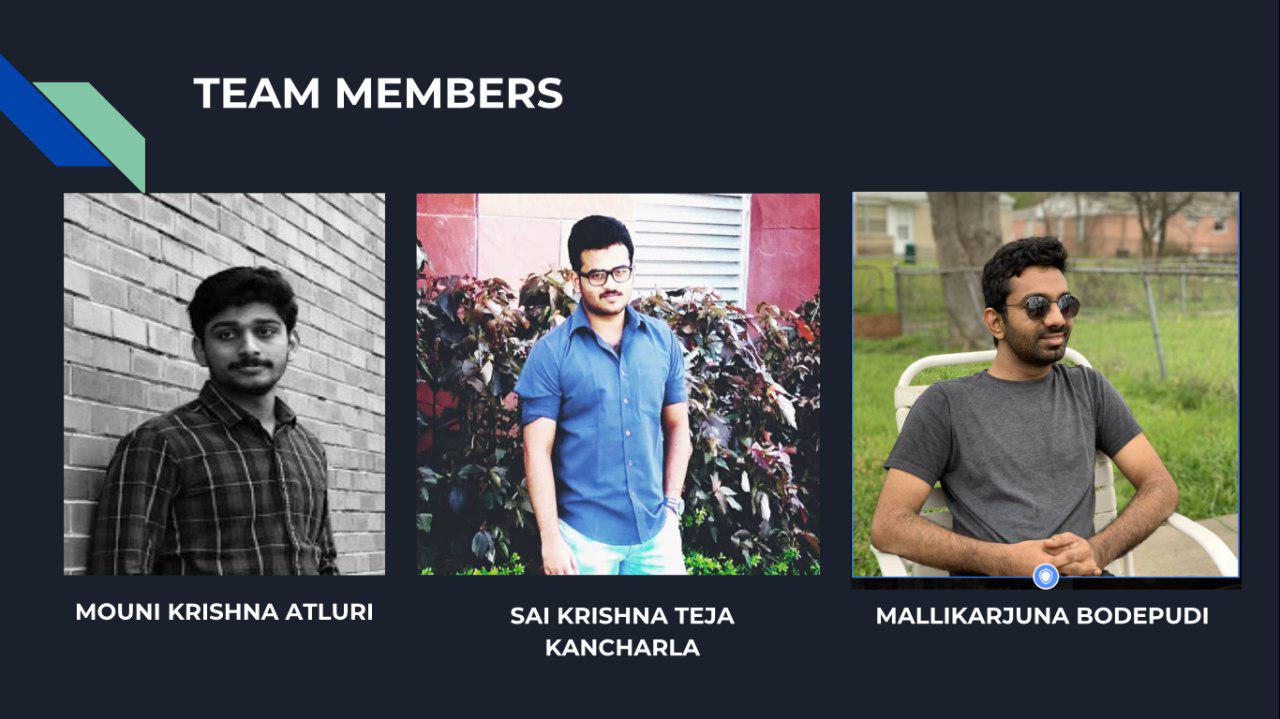 TEAM MEMBERS
MOUNI KRISHNA ATLURI
SAI KRISHNA TEJA
KANCHARLA
MALLIKARJUNA BODEPUDI